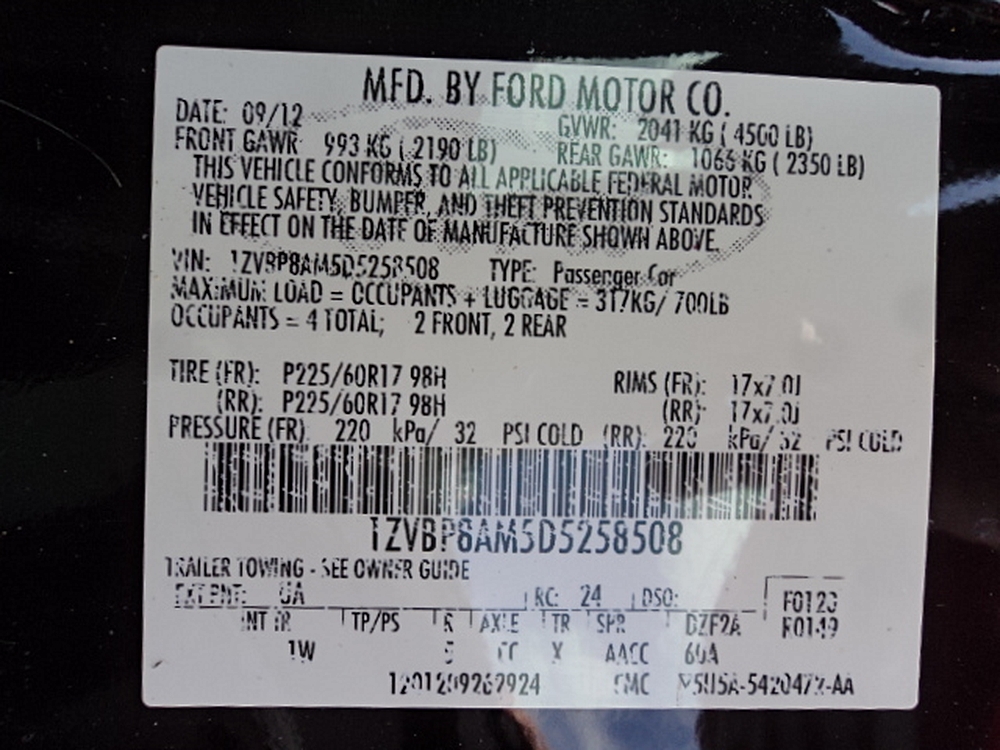 MFD. BY FORD MOTOR CO.
DATE: 09/12 GVWR: 2041 KG ( 4500 LB)
FRONT GAWR: 993 KG ( 2190 LB) REAR GAWR: 1066 KG ( 2350 LB)
THIS VEHICLE CONFORMS TO ALL APPLICABLE FEDERAL MOTOR
VEHICLE SAFETY, BUMPER, AND THEFT PREVENTION STANDARDS
IN EFFECT ON THE DATE OF MANUFACTURE SHOWN ABOVE.
VIN: 1ZVBP8AM5D5258508 TYPE: Passenger Car
MAXIMUM LOAD = OCCUPANTS + LUGGAGE = 317KG/ 700LB
OCCUPANTS = 4 TOTAL; 2 FRONT, 2 REAR
TIRE (FR): P225/60R17 98H RIMS (FR): 17x7.0J
(RR): P225/60R17 98H (RR): 17x7.0J
PRESSURE (FR) 220 kPa/ 32 PSI COLD (RR): 220 kPa/ 32 PSI COLD
1ZVBP8AM5D5258508
TRAILER TOWING - SEE OWNER GUIDE
EXT PNT: UA RC: 24 DSO: F0123
INT TR TP/PS R AXLE TR SPR DZF2A R0149
1W 5 X AACC 60A